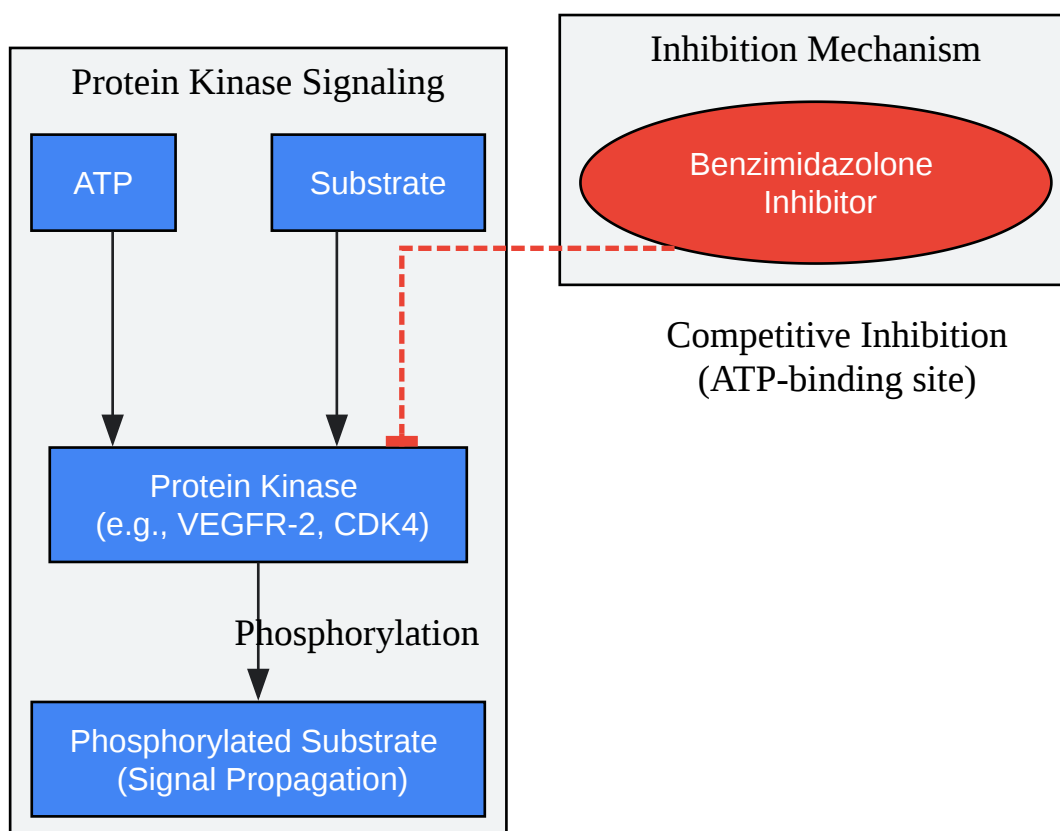 Protein Kinase Signaling
ATP
Substrate
Protein Kinase
(e.g., VEGFR-2, CDK4)
Phosphorylation
Phosphorylated Substrate
(Signal Propagation)
Inhibition Mechanism
Benzimidazolone
Inhibitor
Competitive Inhibition
(ATP-binding site)